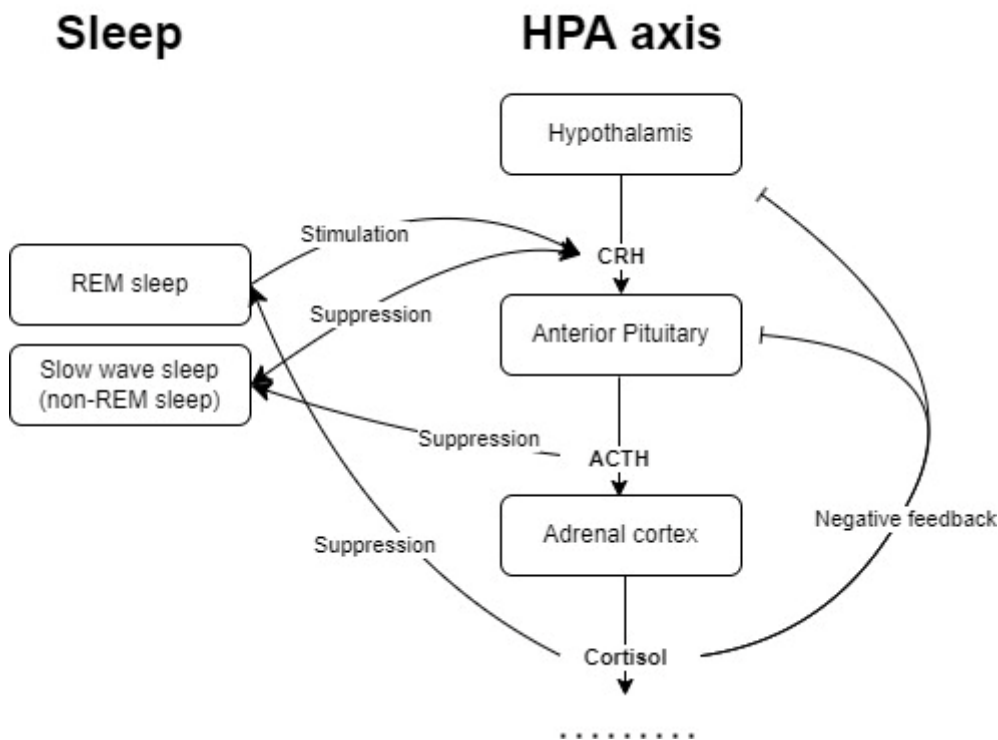 Sleep
HPA axis
Hypothalamis
Stimulation
CRH
REM sleep
Suppression
Anterior Pituitary
Slow wave sleep
(non-REM sleep)
Suppression
ACTH
Adrenal cortex
Negative feedback
Suppression
Cortisol
.........